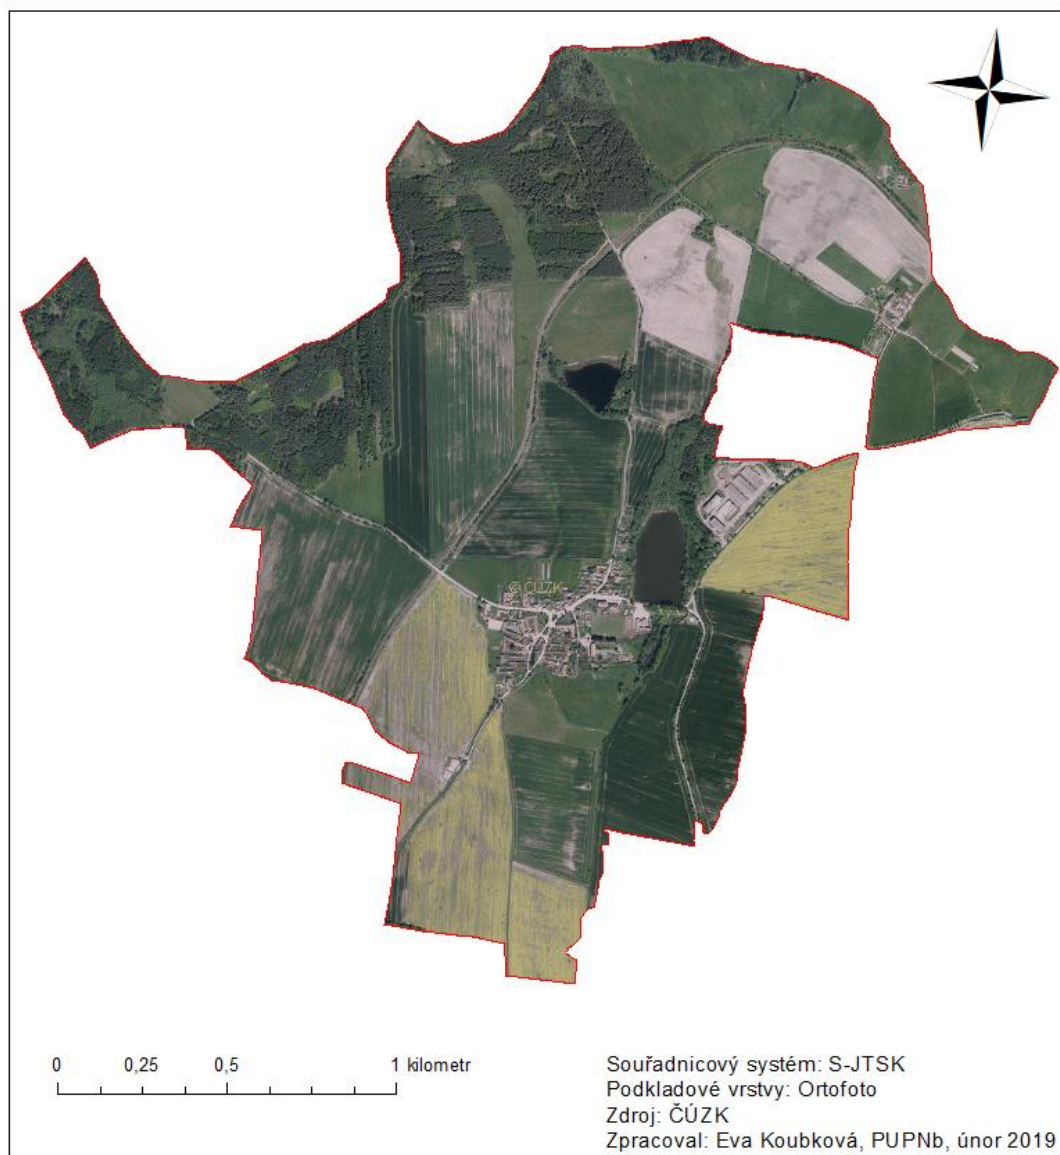 © ČÚZK
0 0,25 0,5 1 kilometr
Souřadnicový systém: S-JTSK
Podkladové vrstvy: Ortofoto
Zdroj: ČÚZK
Zpracoval: Eva Koubková, PUPNb, únor 2019